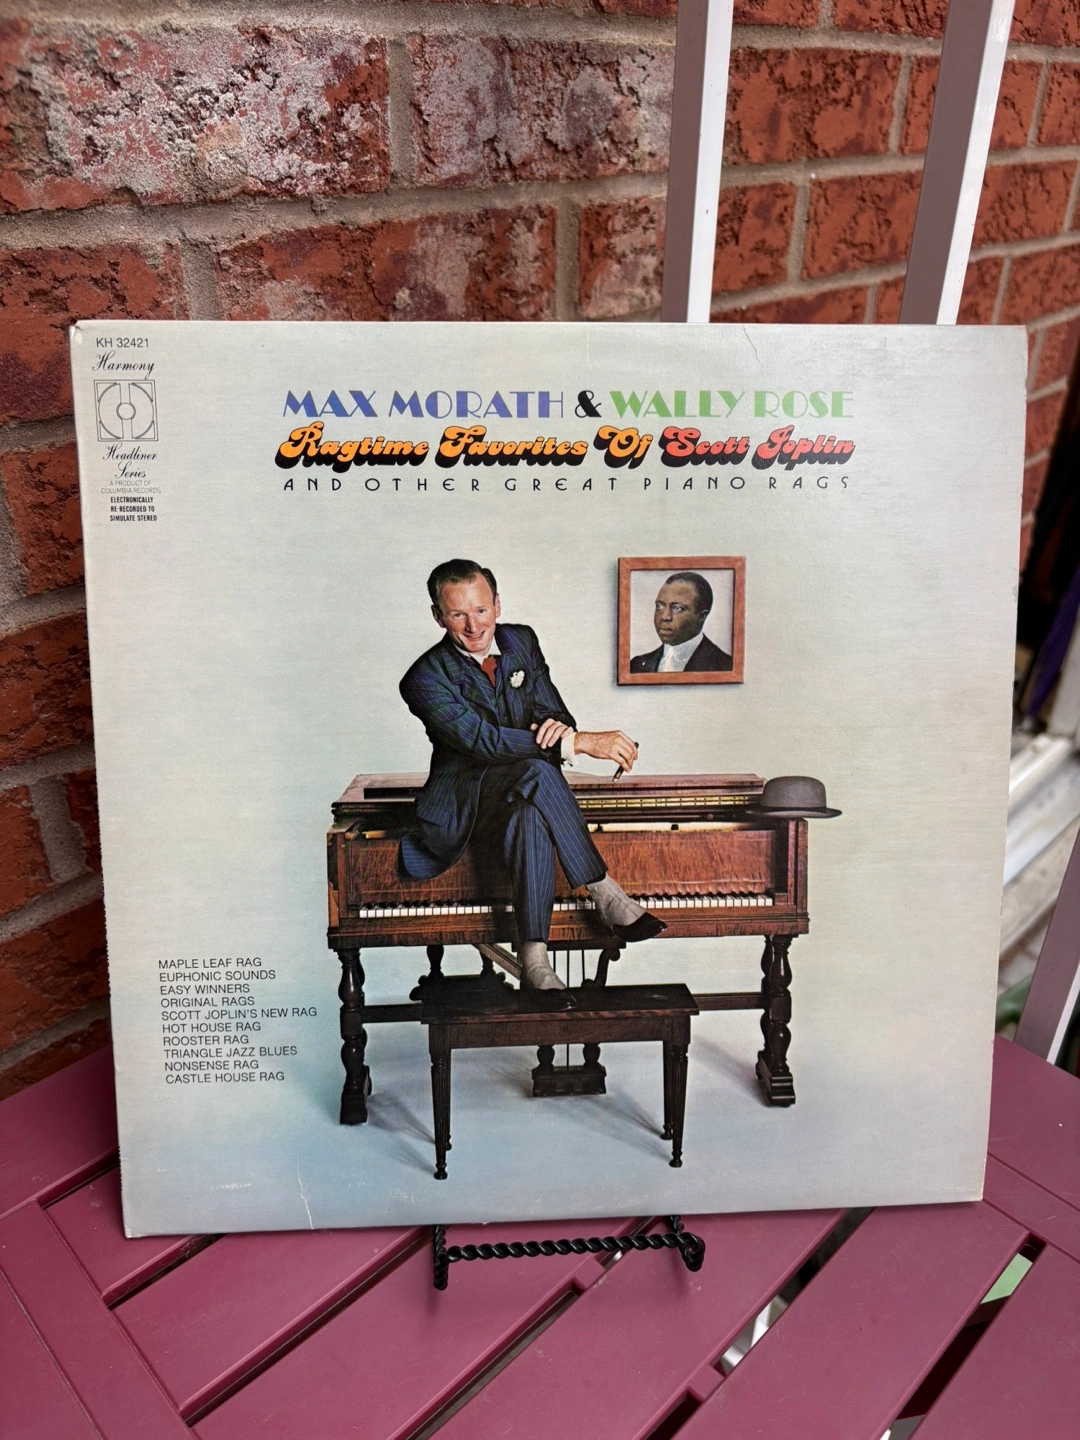 KH 32421
Harmony
Headliner
Series
A PRODUCT OF
COLUMBIA RECORDS
ELECTRONICALLY
RE-RECORDED TO
SIMULATE STEREO
MAX MORATH & WALLY ROSE
Ragtime Favorites Of Scott Joplin
AND OTHER GREAT PIANO RAGS
MAPLE LEAF RAG
EUPHONIC SOUNDS
EASY WINNERS
ORIGINAL RAGS
SCOTT JOPLIN'S NEW RAG
HOT HOUSE RAG
ROOSTER RAG
TRIANGLE JAZZ BLUES
NONSENSE RAG
CASTLE HOUSE RAG